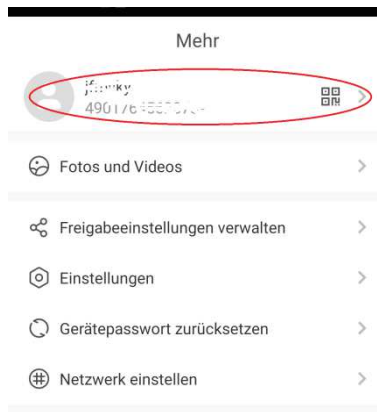 Mehr
Fotos und Videos
Freigabeeinstellungen verwalten
Einstellungen
Gerätepasswort zurücksetzen
Netzwerk einstellen